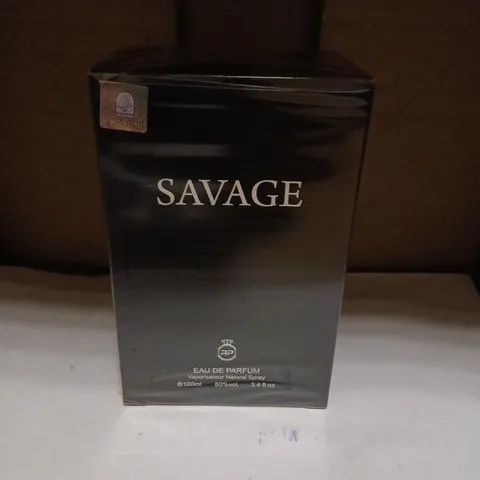 SAVAGE
RP
EAU DE PARFUM
Vaporisateur Natural Spray
℮100ml 80%vol. 3.4 fl.oz